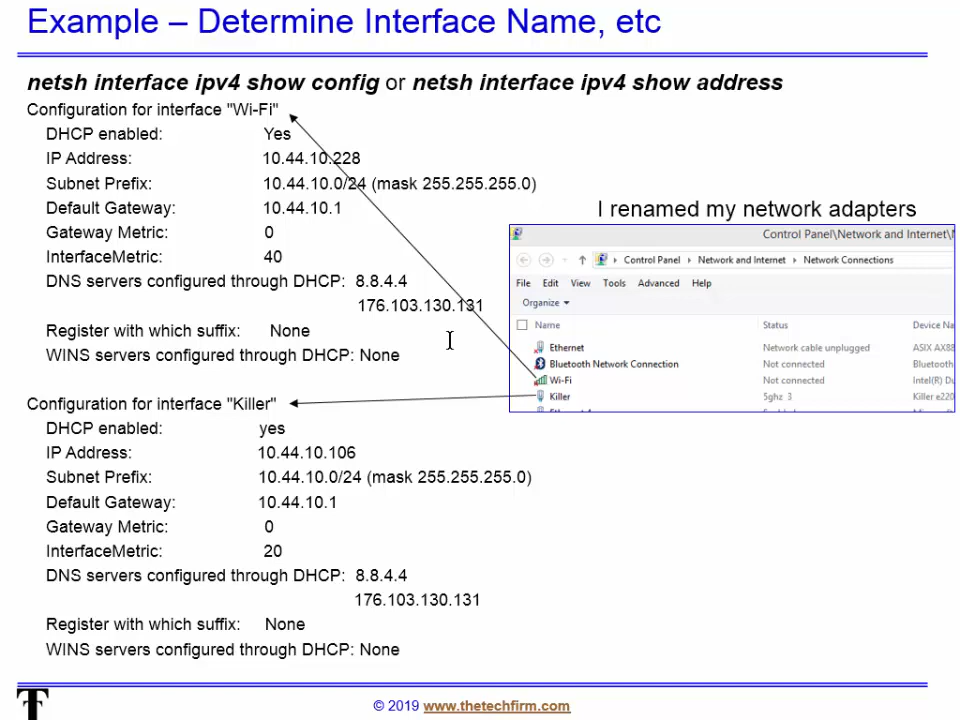 Example – Determine Interface Name, etc
netsh interface ipv4 show config or netsh interface ipv4 show address
Configuration for interface "Wi-Fi"
DHCP enabled: Yes
IP Address: 10.44.10.228
Subnet Prefix: 10.44.10.0/24 (mask 255.255.255.0)
Default Gateway: 10.44.10.1
Gateway Metric: 0
InterfaceMetric: 40
DNS servers configured through DHCP: 8.8.4.4
176.103.130.131
Register with which suffix: None
WINS servers configured through DHCP: None
Configuration for interface "Killer"
DHCP enabled: yes
IP Address: 10.44.10.106
Subnet Prefix: 10.44.10.0/24 (mask 255.255.255.0)
Default Gateway: 10.44.10.1
Gateway Metric: 0
InterfaceMetric: 20
DNS servers configured through DHCP: 8.8.4.4
176.103.130.131
Register with which suffix: None
WINS servers configured through DHCP: None
I renamed my network adapters
Control Panel\Network and Internet\
Control Panel Network and Internet Network Connections
File Edit View Tools Advanced Help
Organize
Name Status Device Na
Ethernet Network cable unplugged ASIX AX88
Bluetooth Network Connection Not connected Bluetooth
Wi-Fi Not connected Intel(R) Du
Killer 5ghz 3 Killer e220
© 2019 www.thetechfirm.com